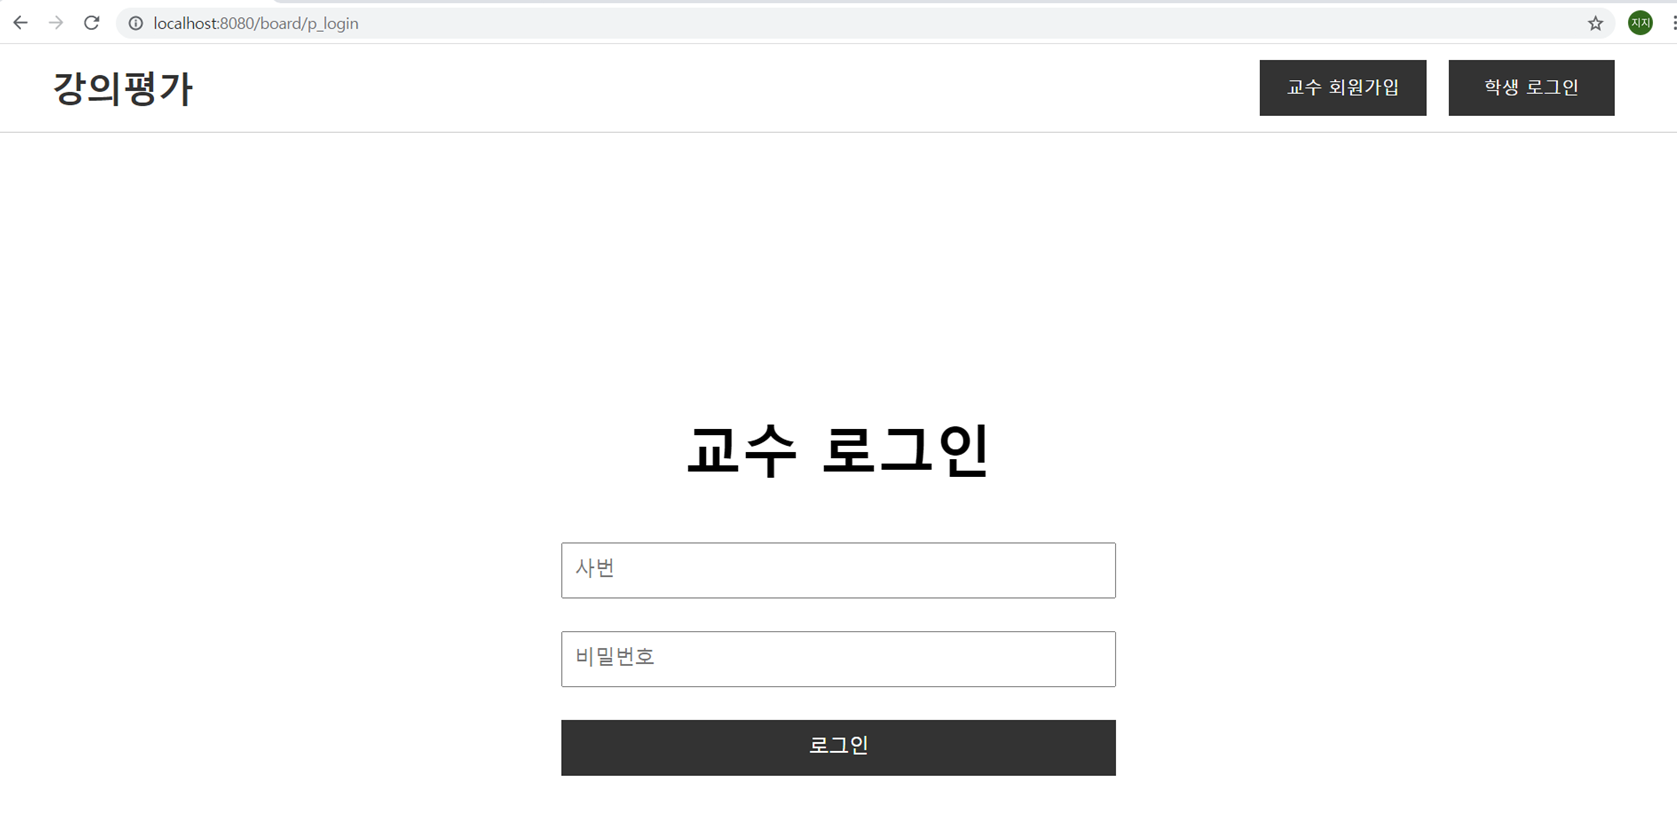 localhost:8080/board/p_login
지지
강의평가
교수 회원가입
학생 로그인
교수 로그인
사번
비밀번호
로그인